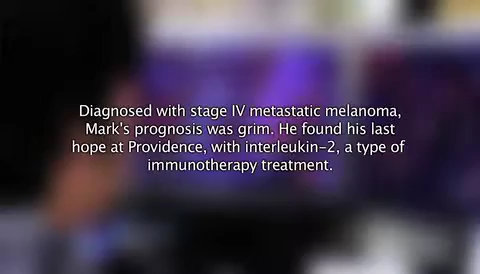 Diagnosed with stage IV metastatic melanoma,
Mark's prognosis was grim. He found his last
hope at Providence, with interleukin-2, a type of
immunotherapy treatment.